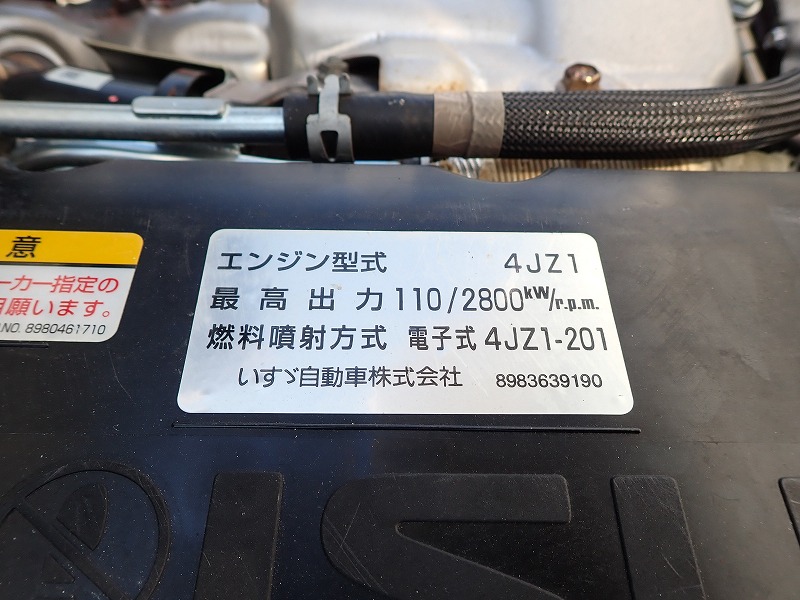 意
ーカー指定の
願います。
NO. 8980461710
エンジン型式 4JZ1
最高出力 110/2800kW/r.p.m.
燃料噴射方式 電子式 4JZ1-201
いすゞ自動車株式会社 8983639190